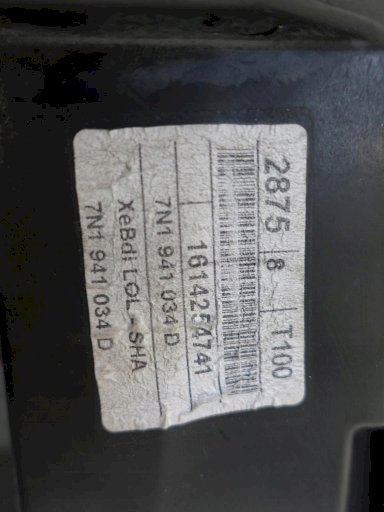 2875 8 T100
1614254741
7N1 941 034 D
XeBdi LOL - SHA
7N1 941 034 D